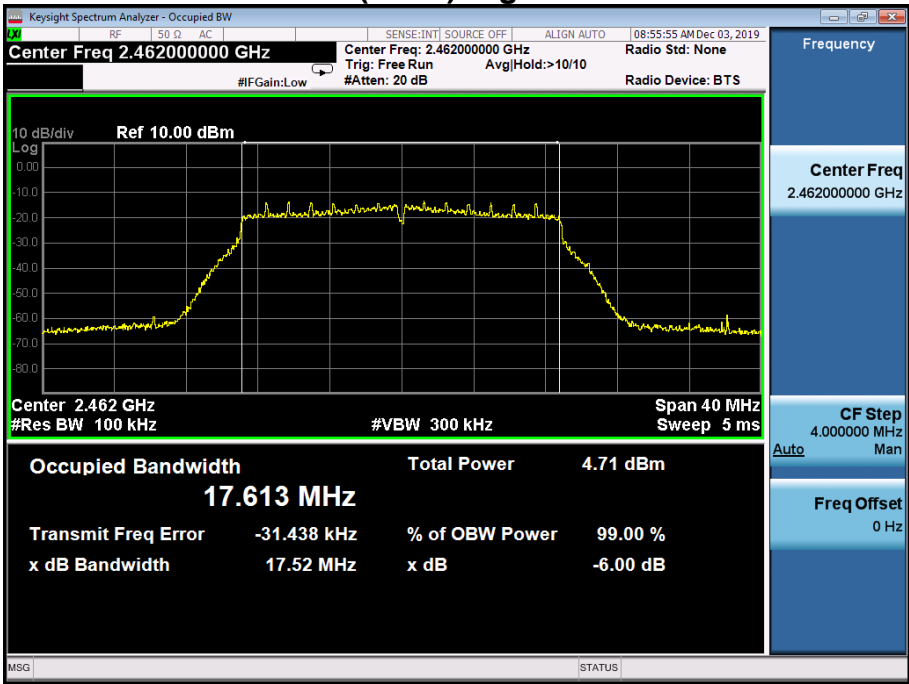 Keysight Spectrum Analyzer - Occupied BW
LXI RF 50 Ω AC SENSE:INT SOURCE OFF ALIGN AUTO 08:55:55 AM Dec 03, 2019
Center Freq 2.462000000 GHz Center Freq: 2.462000000 GHz Radio Std: None
Trig: Free Run Avg|Hold:>10/10
#IFGain:Low #Atten: 20 dB Radio Device: BTS
10 dB/div Ref 10.00 dBm
Log
0.00
-10.0
-20.0
-30.0
-40.0
-50.0
-60.0
-70.0
-80.0
Center 2.462 GHz Span 40 MHz
#Res BW 100 kHz #VBW 300 kHz Sweep 5 ms
Occupied Bandwidth Total Power 4.71 dBm
17.613 MHz
Transmit Freq Error -31.438 kHz % of OBW Power 99.00 %
x dB Bandwidth 17.52 MHz x dB -6.00 dB
MSG STATUS
Frequency
Center Freq
2.462000000 GHz
CF Step
4.000000 MHz
Auto Man
Freq Offset
0 Hz